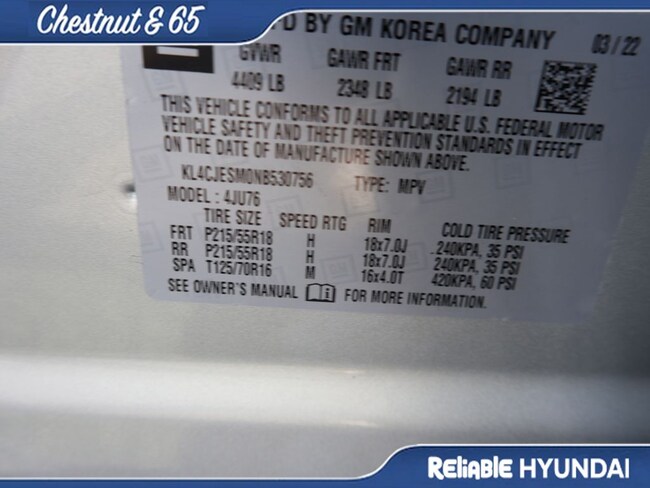 Chestnut & 65
BY GM KOREA COMPANY 03/22
GVWR GAWR FRT GAWR RR
4409 LB 2348 LB 2194 LB
THIS VEHICLE CONFORMS TO ALL APPLICABLE U.S. FEDERAL MOTOR
VEHICLE SAFETY AND THEFT PREVENTION STANDARDS IN EFFECT
ON THE DATE OF MANUFACTURE SHOWN ABOVE.
KL4CJESM0NB530756 TYPE: MPV
MODEL: 4JU76
TIRE SIZE SPEED RTG RIM COLD TIRE PRESSURE
FRT P215/55R18 H 18x7.0J 240KPA, 35 PSI
RR P215/55R18 H 18x7.0J 240KPA, 35 PSI
SPA T125/70R16 M 16x4.0T 420KPA, 60 PSI
SEE OWNER'S MANUAL FOR MORE INFORMATION.
Reliable HYUNDAI